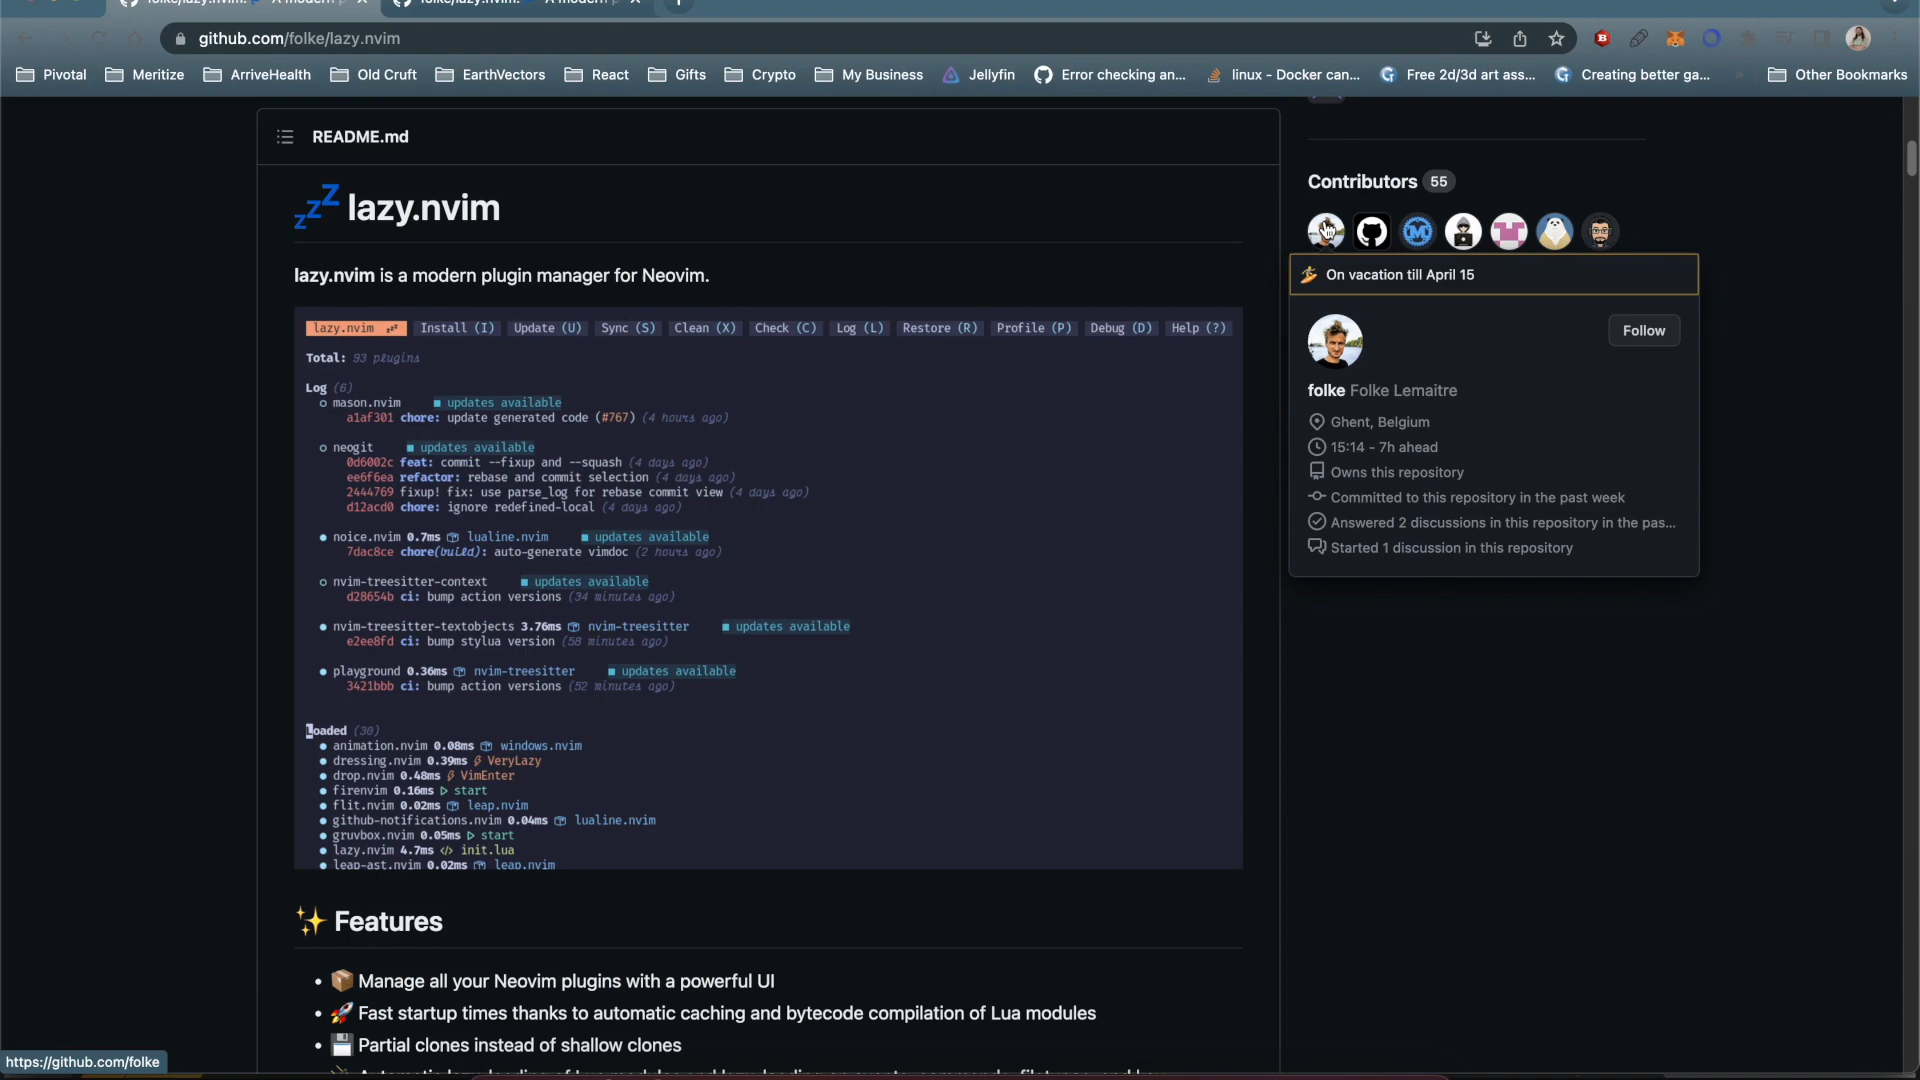 folke/lazy.nvim:
folke/lazy.nvim:
github.com/folke/lazy.nvim
Pivotal
Meritize
ArriveHealth
Old Cruft
EarthVectors
React
Gifts
Crypto
My Business
Jellyfin
Error checking an...
linux - Docker can...
Free 2d/3d art ass...
Creating better ga...
»
Other Bookmarks
README.md
💤 lazy.nvim
lazy.nvim is a modern plugin manager for Neovim.
lazy.nvim 💤 Install (I) Update (U) Sync (S) Clean (X) Check (C) Log (L) Restore (R) Profile (P) Debug (D) Help (?)
Total: 93 plugins
Log (6)
○ mason.nvim ■ updates available
a1af301 chore: update generated code (#767) (4 hours ago)
○ neogit ■ updates available
0d6002c feat: commit --fixup and --squash (4 days ago)
ee6f6ea refactor: rebase and commit selection (4 days ago)
2444769 fixup! fix: use parse_log for rebase commit view (4 days ago)
d12acd0 chore: ignore redefined-local (4 days ago)
● noice.nvim 0.7ms lualine.nvim ■ updates available
7dac8ce chore(build): auto-generate vimdoc (2 hours ago)
○ nvim-treesitter-context ■ updates available
d28654b ci: bump action versions (34 minutes ago)
● nvim-treesitter-textobjects 3.76ms nvim-treesitter ■ updates available
e2ee8fd ci: bump stylua version (58 minutes ago)
● playground 0.36ms nvim-treesitter ■ updates available
3421bbb ci: bump action versions (52 minutes ago)
Loaded (30)
● animation.nvim 0.08ms windows.nvim
● dressing.nvim 0.39ms VeryLazy
● drop.nvim 0.48ms VimEnter
● firenvim 0.16ms start
● flit.nvim 0.02ms leap.nvim
● github-notifications.nvim 0.04ms lualine.nvim
● gruvbox.nvim 0.05ms start
● lazy.nvim 4.7ms </> init.lua
● leap-ast.nvim 0.02ms leap.nvim
✨ Features
• 📦 Manage all your Neovim plugins with a powerful UI
• 🚀 Fast startup times thanks to automatic caching and bytecode compilation of Lua modules
• 💾 Partial clones instead of shallow clones
Contributors 55
🏄 On vacation till April 15
Follow
folke Folke Lemaitre
Ghent, Belgium
15:14 - 7h ahead
Owns this repository
Committed to this repository in the past week
Answered 2 discussions in this repository in the pas...
Started 1 discussion in this repository
https://github.com/folke